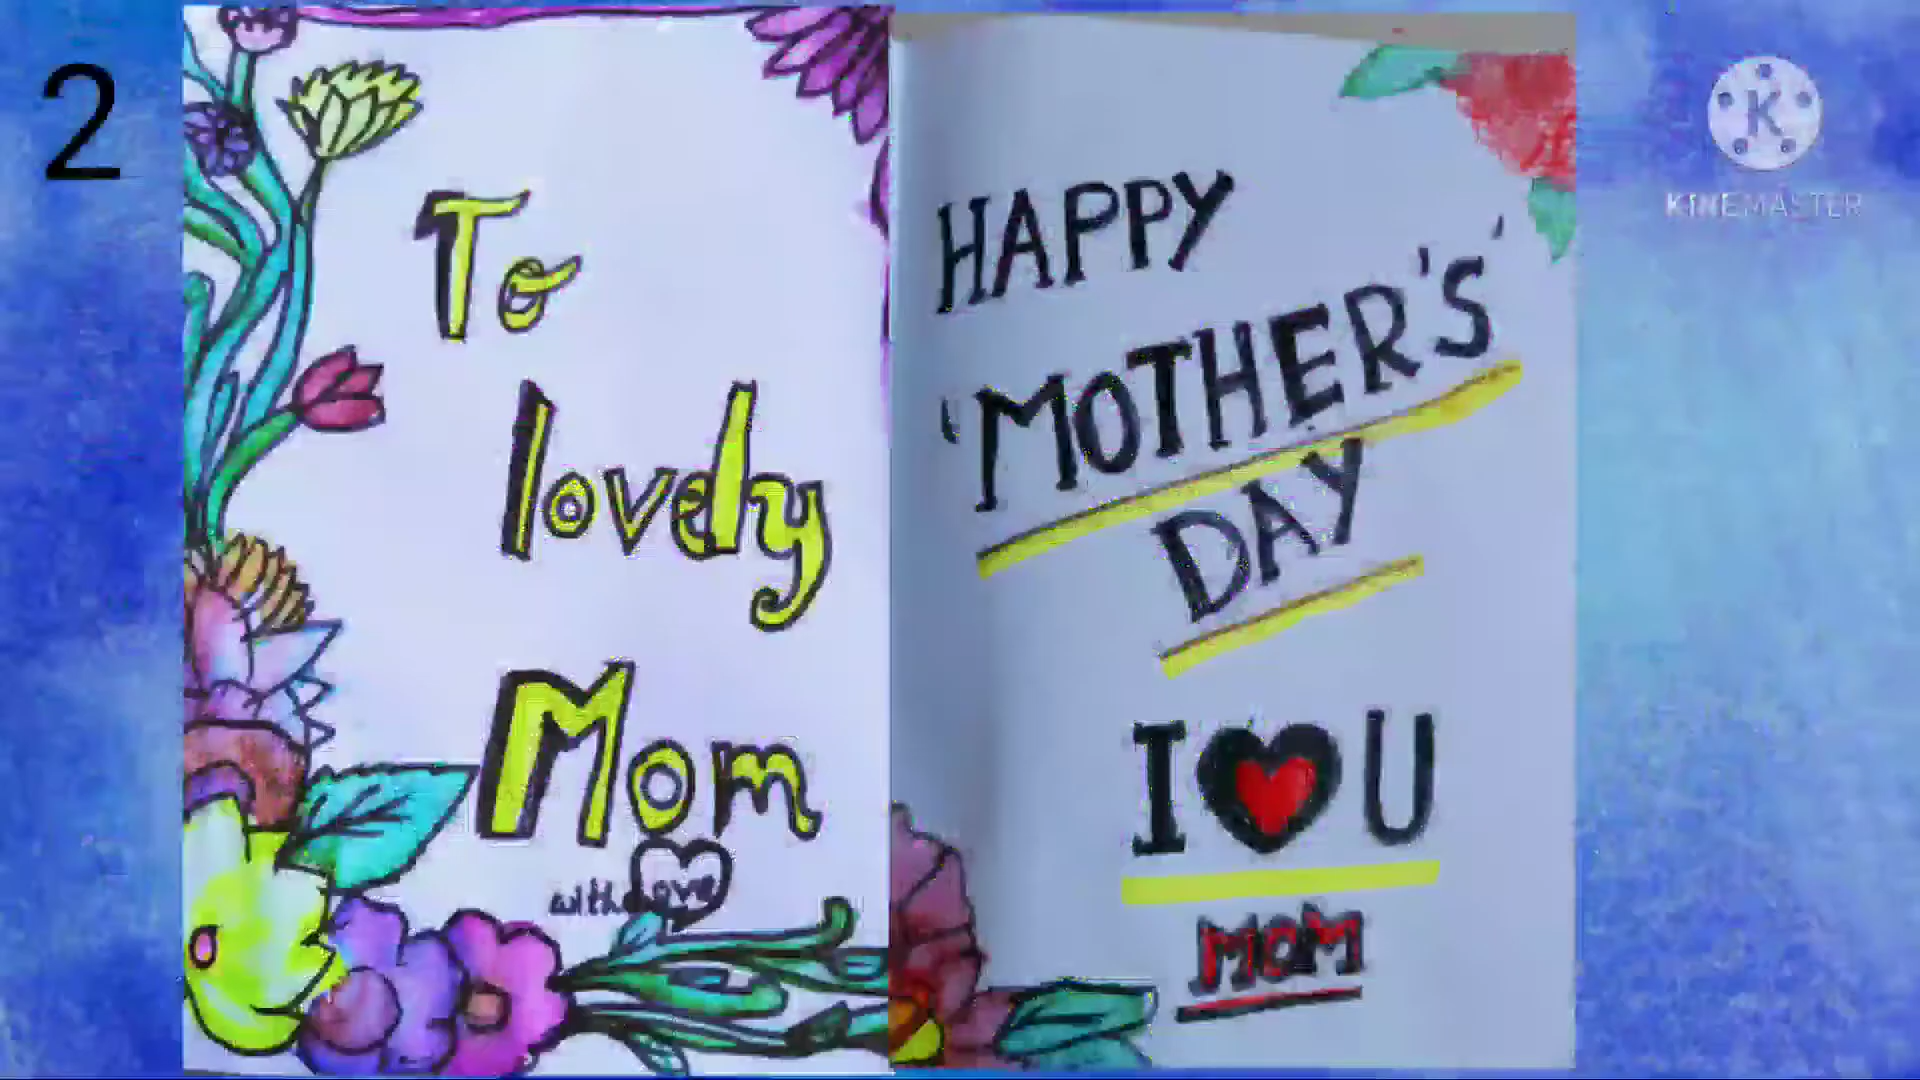 2
To
lovely
Mom
with love
HAPPY
'MOTHER'S'
DAY
I ❤ U
MOM
K
KINEMASTER